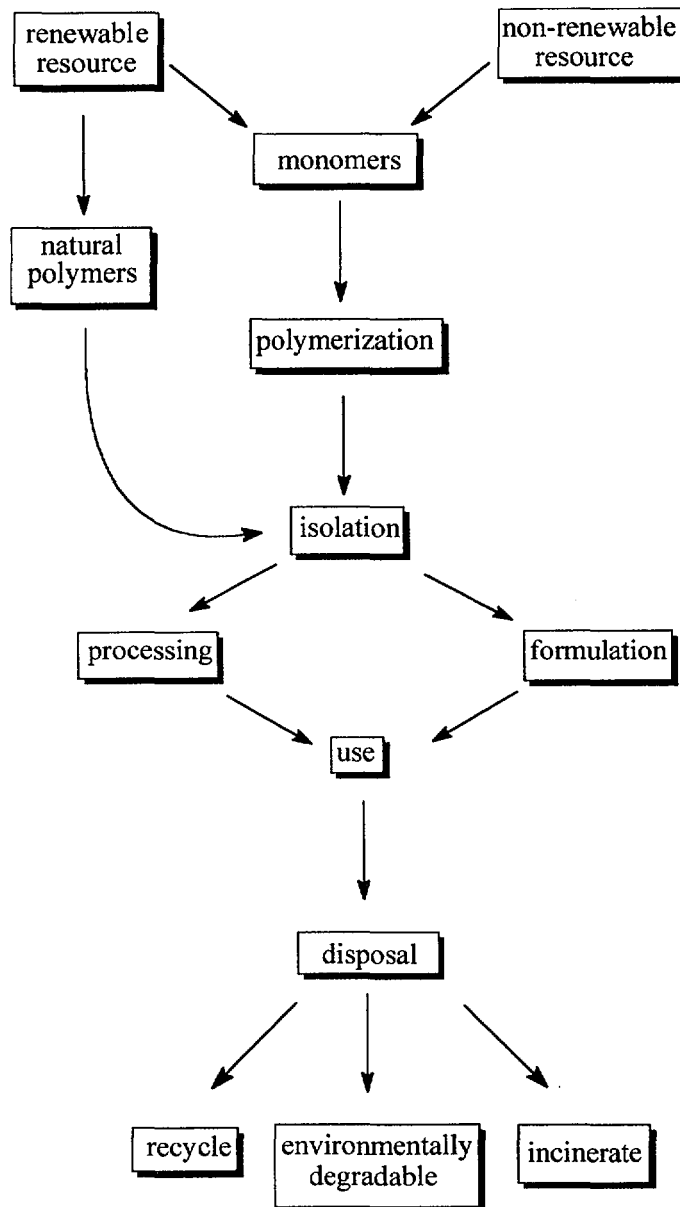 renewable
resource
non-renewable
resource
monomers
natural
polymers
polymerization
isolation
processing
formulation
use
disposal
recycle
environmentally
degradable
incinerate